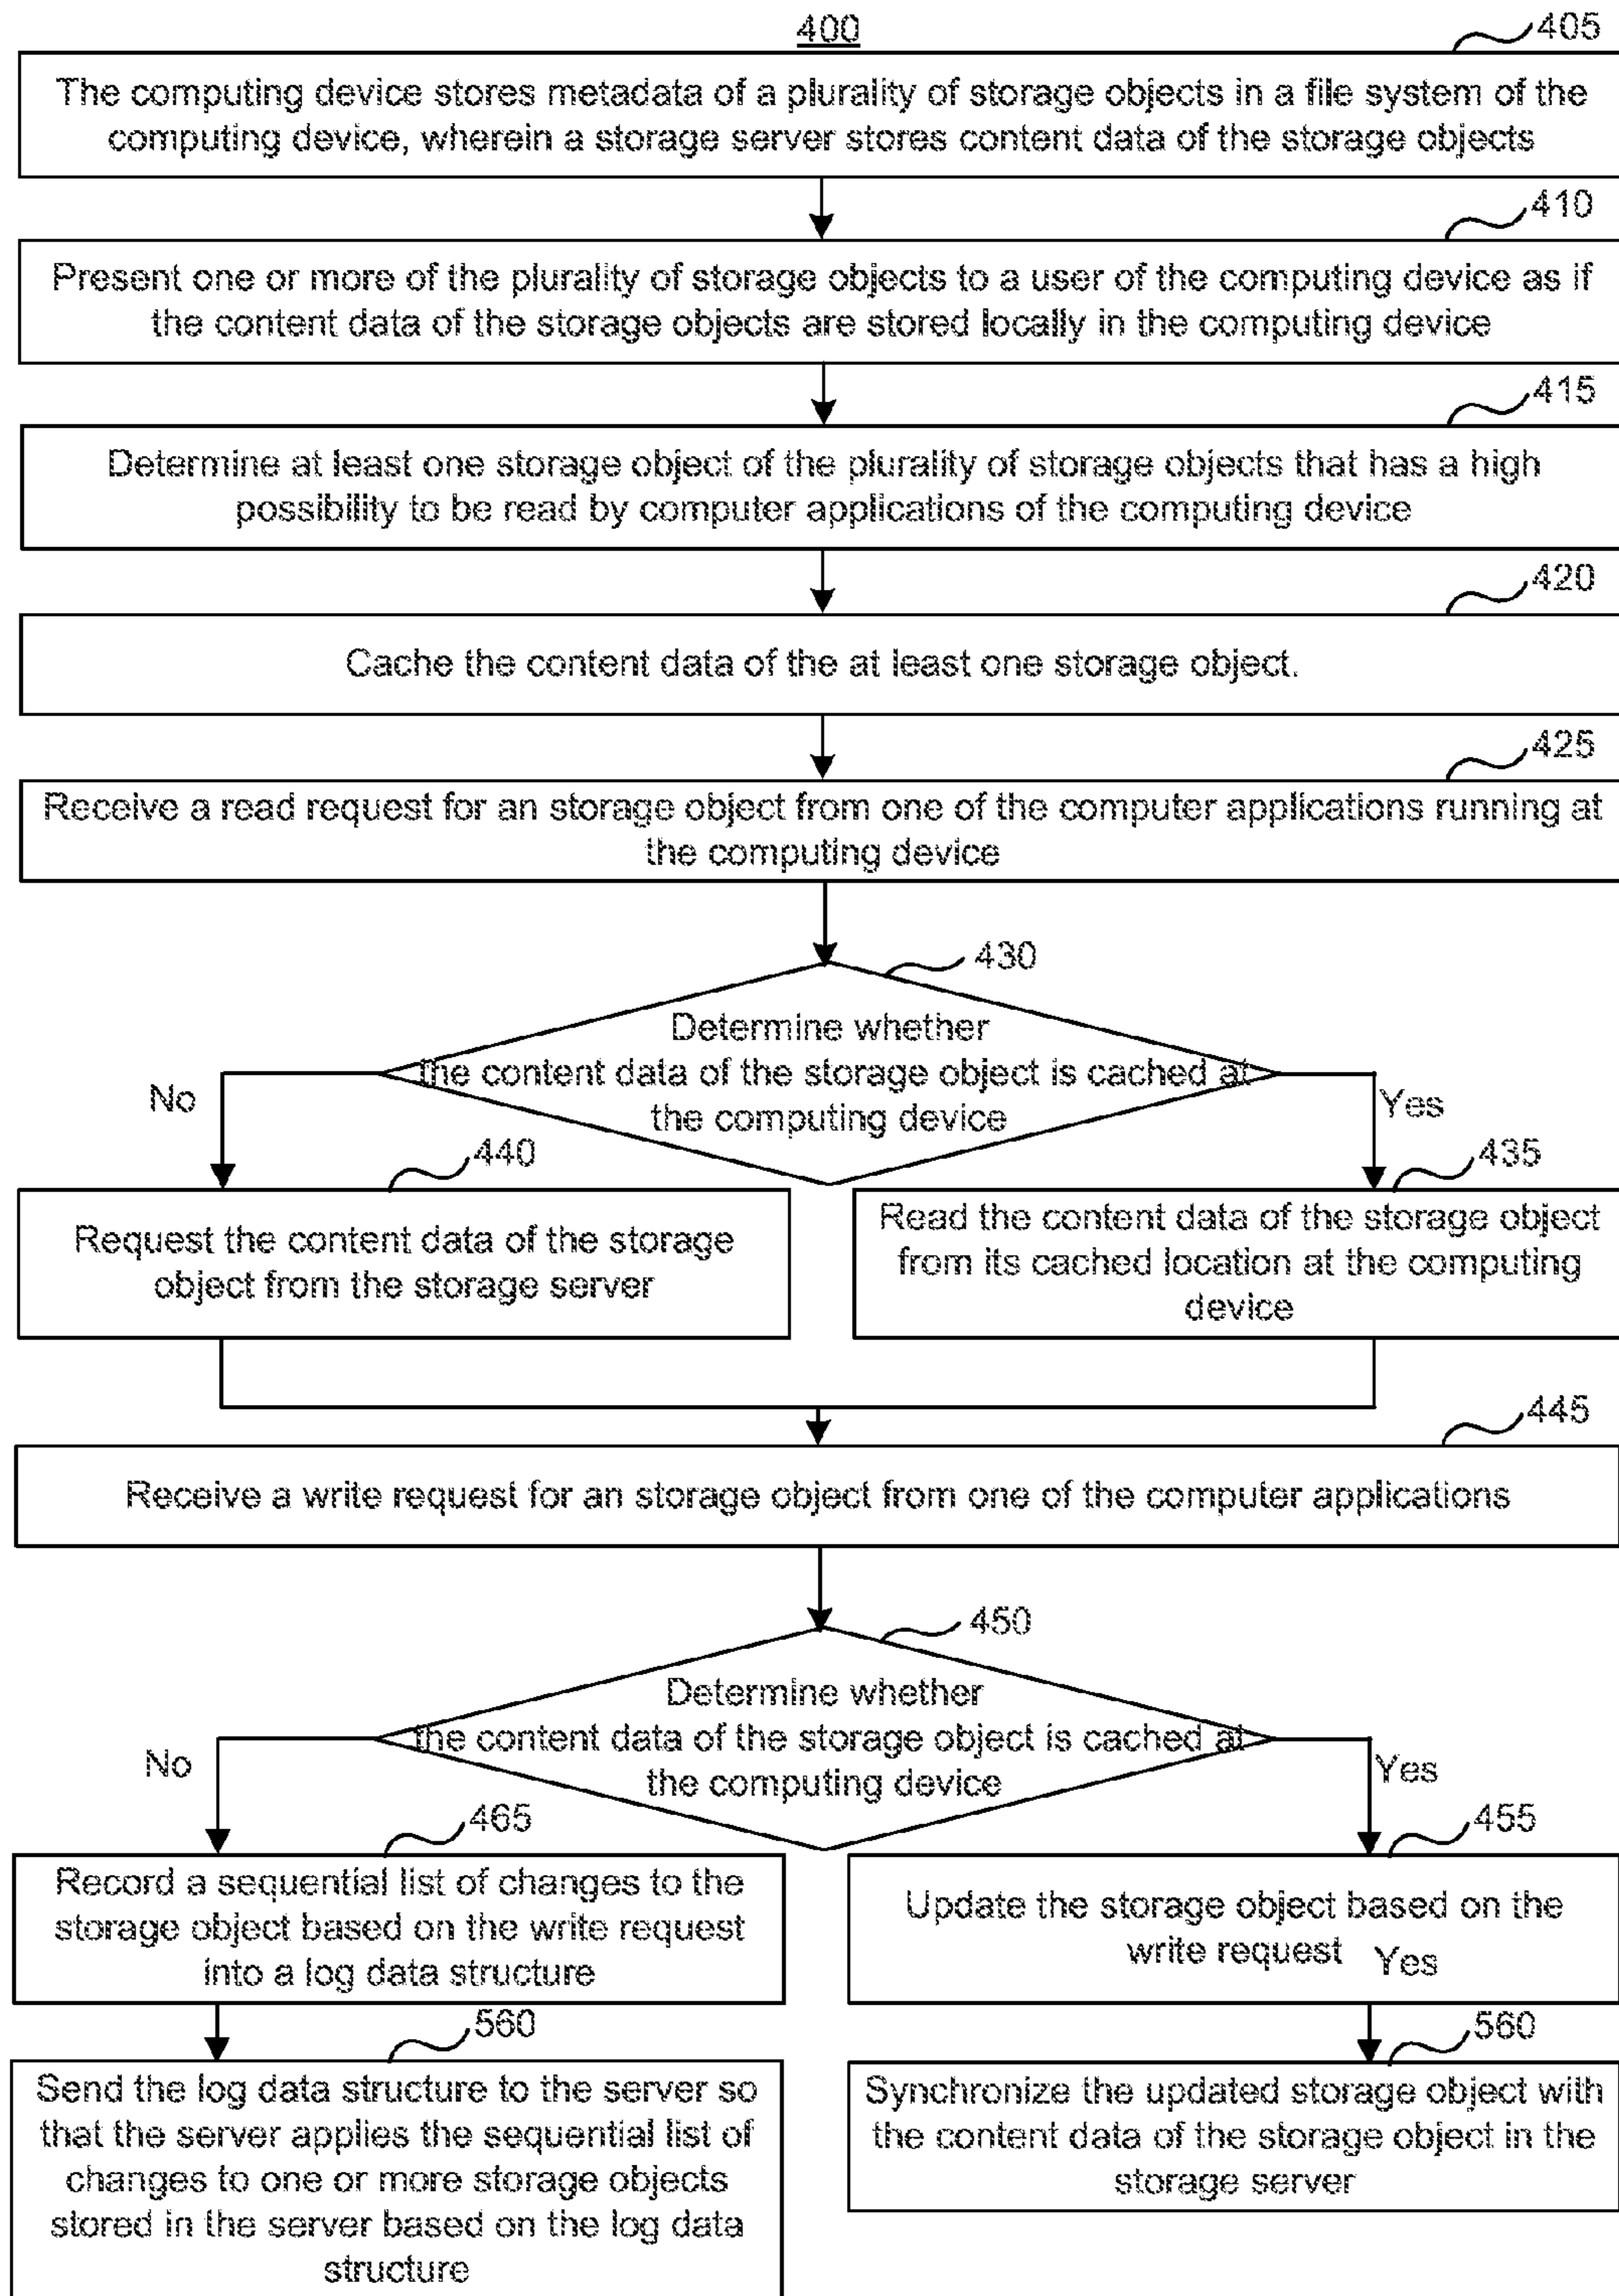 400
405
The computing device stores metadata of a plurality of storage objects in a file system of the
computing device, wherein a storage server stores content data of the storage objects
410
Present one or more of the plurality of storage objects to a user of the computing device as if
the content data of the storage objects are stored locally in the computing device
415
Determine at least one storage object of the plurality of storage objects that has a high
possibility to be read by computer applications of the computing device
420
Cache the content data of the at least one storage object.
425
Receive a read request for an storage object from one of the computer applications running at
the computing device
430
Determine whether
the content data of the storage object is cached at
the computing device
No
Yes
440
Request the content data of the storage
object from the storage server
435
Read the content data of the storage object
from its cached location at the computing
device
445
Receive a write request for an storage object from one of the computer applications
450
Determine whether
the content data of the storage object is cached at
the computing device
No
Yes
465
Record a sequential list of changes to the
storage object based on the write request
into a log data structure
455
Update the storage object based on the
write request
Yes
560
Send the log data structure to the server so
that the server applies the sequential list of
changes to one or more storage objects
stored in the server based on the log data
structure
560
Synchronize the updated storage object with
the content data of the storage object in the
storage server